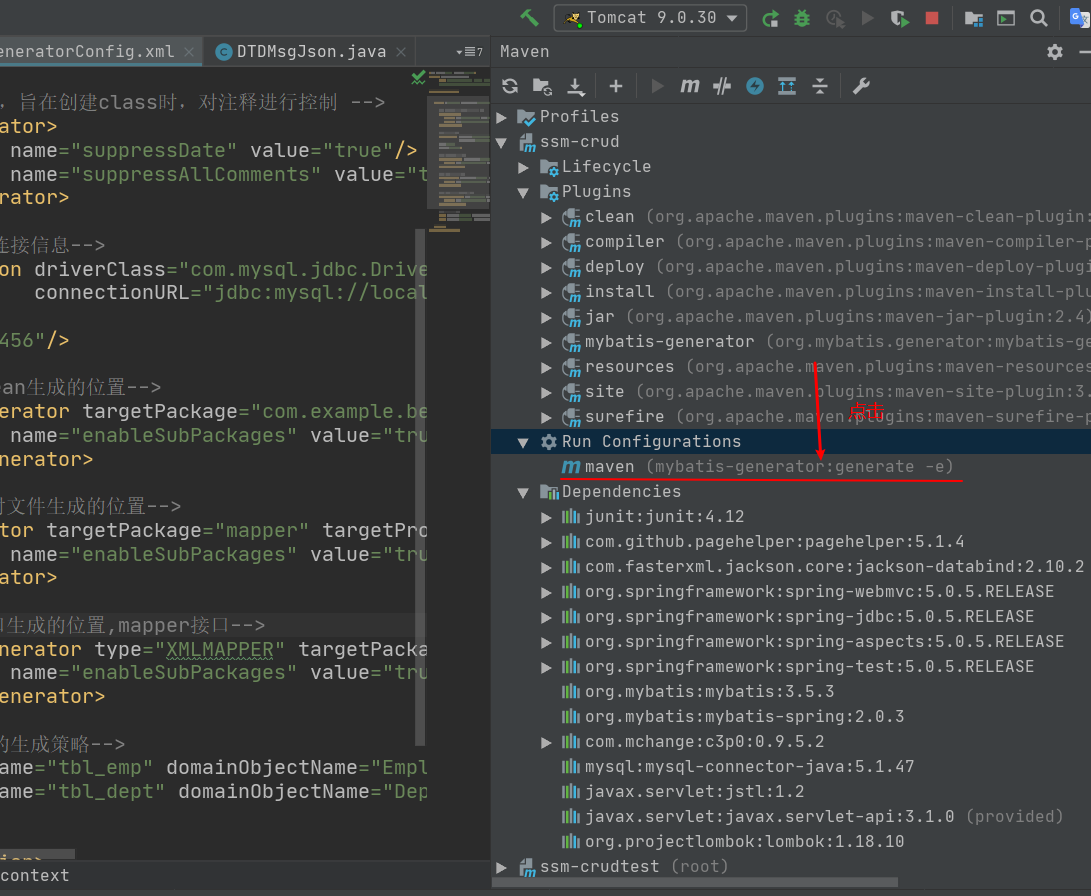 Tomcat 9.0.30
eneratorConfig.xml
DTDMsgJson.java
7
，旨在创建class时，对注释进行控制 -->
ator>
name="suppressDate" value="true"/>
name="suppressAllComments" value="t
erator>
连接信息-->
on driverClass="com.mysql.jdbc.Drive
connectionURL="jdbc:mysql://local
456"/>
ean生成的位置-->
erator targetPackage="com.example.be
name="enableSubPackages" value="tru
nerator>
文件生成的位置-->
tor targetPackage="mapper" targetPro
name="enableSubPackages" value="tru
ator>
生成的位置,mapper接口-->
nerator type="XMLMAPPER" targetPacka
name="enableSubPackages" value="tru
enerator>
的生成策略-->
ame="tbl_emp" domainObjectName="Empl
ame="tbl_dept" domainObjectName="Dep
context
Maven
Profiles
ssm-crud
Lifecycle
Plugins
clean (org.apache.maven.plugins:maven-clean-plugin:
compiler (org.apache.maven.plugins:maven-compiler-p
deploy (org.apache.maven.plugins:maven-deploy-plugi
install (org.apache.maven.plugins:maven-install-plu
jar (org.apache.maven.plugins:maven-jar-plugin:2.4)
mybatis-generator (org.mybatis.generator:mybatis-ge
resources (org.apache.maven.plugins:maven-resources
site (org.apache.maven.plugins:maven-site-plugin:3.
surefire (org.apache.maven.plugins:maven-surefire-p
点击
Run Configurations
maven (mybatis-generator:generate -e)
Dependencies
junit:junit:4.12
com.github.pagehelper:pagehelper:5.1.4
com.fasterxml.jackson.core:jackson-databind:2.10.2
org.springframework:spring-webmvc:5.0.5.RELEASE
org.springframework:spring-jdbc:5.0.5.RELEASE
org.springframework:spring-aspects:5.0.5.RELEASE
org.springframework:spring-test:5.0.5.RELEASE
org.mybatis:mybatis:3.5.3
org.mybatis:mybatis-spring:2.0.3
com.mchange:c3p0:0.9.5.2
mysql:mysql-connector-java:5.1.47
javax.servlet:jstl:1.2
javax.servlet:javax.servlet-api:3.1.0 (provided)
org.projectlombok:lombok:1.18.10
ssm-crudtest (root)